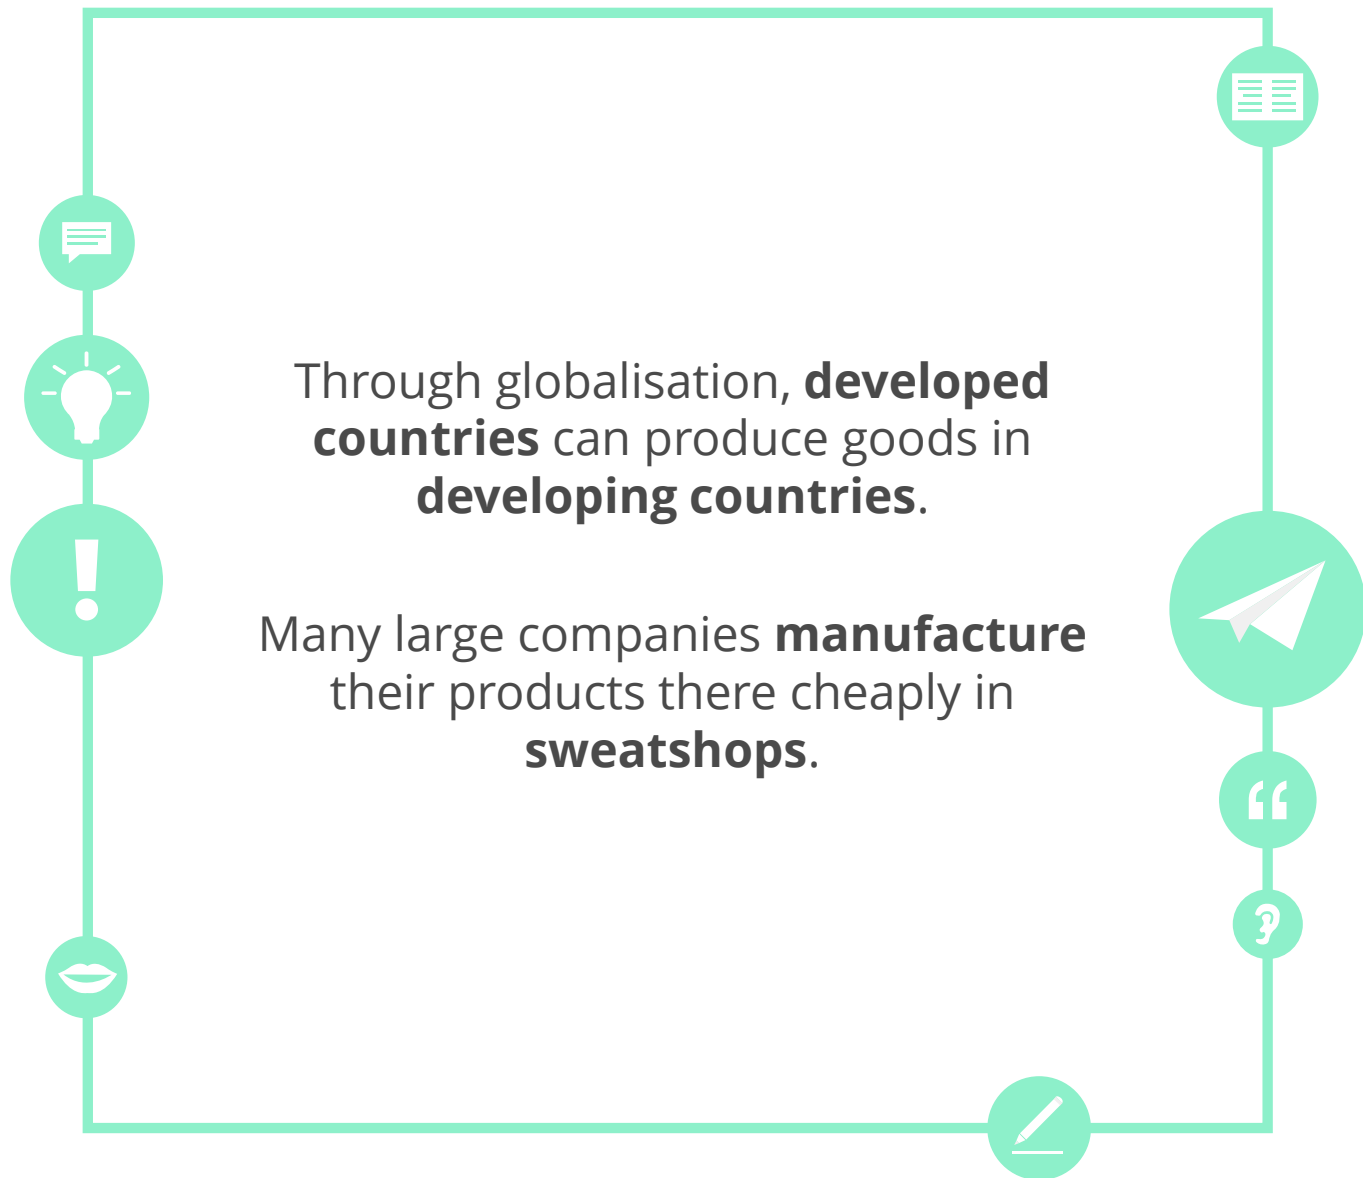 Through globalisation, developed
countries can produce goods in
developing countries.
Many large companies manufacture
their products there cheaply in
sweatshops.